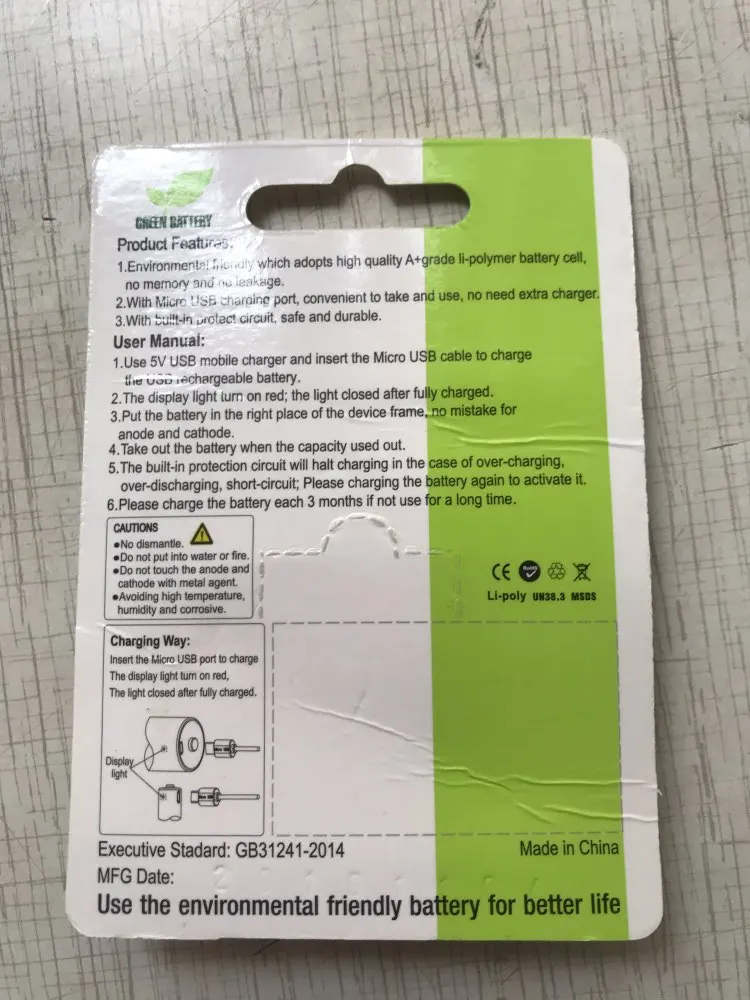 GREEN BATTERY
Product Features:
1.Environmental friendly which adopts high quality A+grade li-polymer battery cell,
no memory and no leakage.
2.With Micro USB charging port, convenient to take and use, no need extra charger.
3.With built-in protect circuit, safe and durable.
User Manual:
1.Use 5V USB mobile charger and insert the Micro USB cable to charge
the USB rechargeable battery.
2.The display light turn on red; the light closed after fully charged.
3.Put the battery in the right place of the device frame, no mistake for
anode and cathode.
4.Take out the battery when the capacity used out.
5.The built-in protection circuit will halt charging in the case of over-charging,
over-discharging, short-circuit; Please charging the battery again to activate it.
6.Please charge the battery each 3 months if not use for a long time.
CAUTIONS
●No dismantle.
●Do not put into water or fire.
●Do not touch the anode and
cathode with metal agent.
●Avoiding high temperature,
humidity and corrosive.
CE RoHS
Li-poly UN38.3 MSDS
Charging Way:
Insert the Micro USB port to charge
The display light turn on red,
The light closed after fully charged.
Micro USB
Display
light
Micro USB
Executive Stadard: GB31241-2014
Made in China
MFG Date:
Use the environmental friendly battery for better life